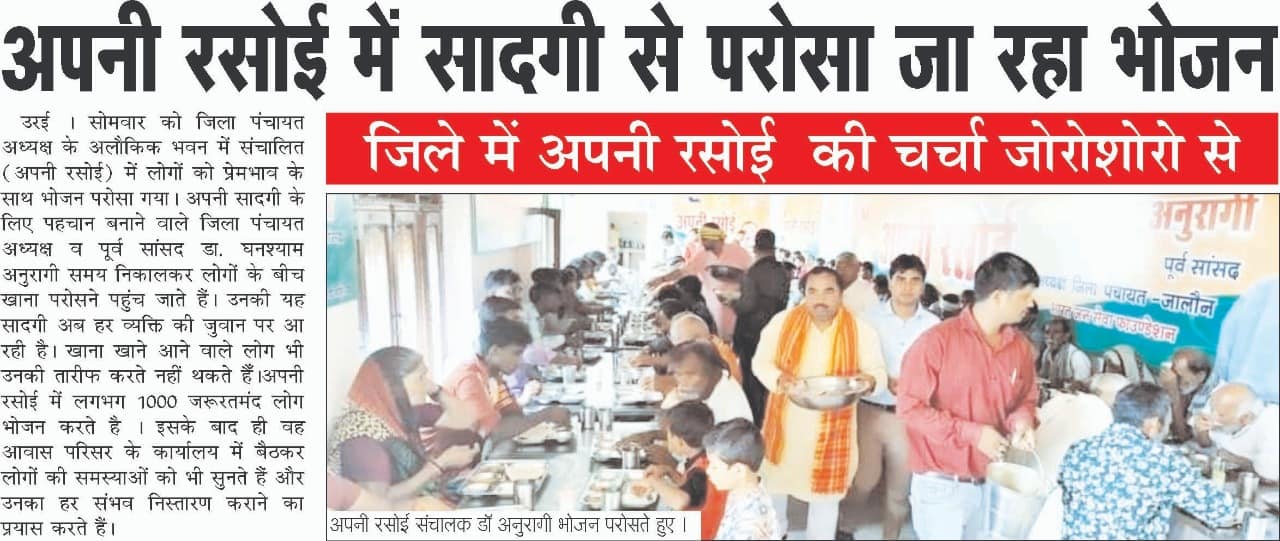 अपनी रसोई में सादगी से परोसा जा रहा भोजन
जिले में अपनी रसोई की चर्चा जोरोशोरो से
उरई । सोमवार को जिला पंचायत
अध्यक्ष के अलौकिक भवन में संचालित
(अपनी रसोई) में लोगों को प्रेमभाव के
साथ भोजन परोसा गया। अपनी सादगी के
लिए पहचान बनाने वाले जिला पंचायत
अध्यक्ष व पूर्व सांसद डा. घनश्याम
अनुरागी समय निकालकर लोगों के बीच
खाना परोसने पहुंच जाते हैं। उनकी यह
सादगी अब हर व्यक्ति की जुवान पर आ
रही है। खाना खाने आने वाले लोग भी
उनकी तारीफ करते नहीं थकते हैं।अपनी
रसोई में लगभग 1000 जरूरतमंद लोग
भोजन करते है । इसके बाद ही वह
आवास परिसर के कार्यालय में बैठकर
लोगों की समस्याओं को भी सुनते हैं और
उनका हर संभव निस्तारण कराने का
प्रयास करते हैं।
अपनी रसोई
अनुरागी
पूर्व सांसद
जिला पंचायत -जालौन
अपनी रसोई संचालक डॉ अनुरागी भोजन परोसते हुए ।